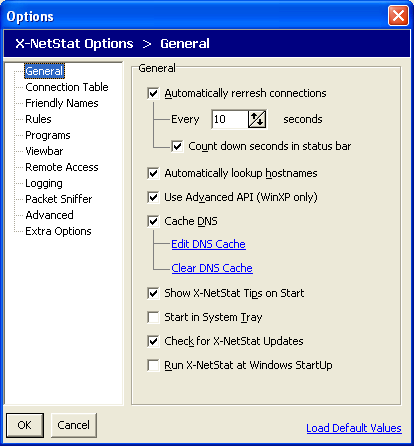 Options
X-NetStat Options > General
General
Connection Table
Friendly Names
Rules
Programs
Viewbar
Remote Access
Logging
Packet Sniffer
Advanced
Extra Options
General
Automatically rerresh connections
Every 10 seconds
Count down seconds in status bar
Automatically lookup hostnames
Use Advanced API (WinXP only)
Cache DNS
Edit DNS Cache
Clear DNS Cache
Show X-NetStat Tips on Start
Start in System Tray
Check for X-NetStat Updates
Run X-NetStat at Windows StartUp
OK Cancel Load Default Values